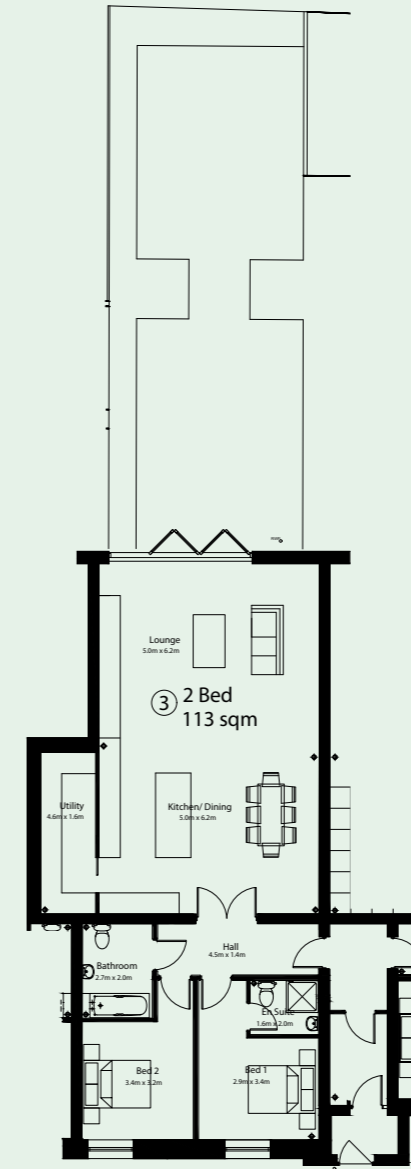 Lounge
5.0m x 6.2m
3
2 Bed
113 sqm
Utility
4.6m x 1.6m
Kitchen/ Dining
5.0m x 6.2m
Hall
4.5m x 1.4m
Bathroom
2.7m x 2.0m
En Suite
1.6m x 2.0m
Bed 2
3.4m x 3.2m
Bed 1
2.9m x 3.4m